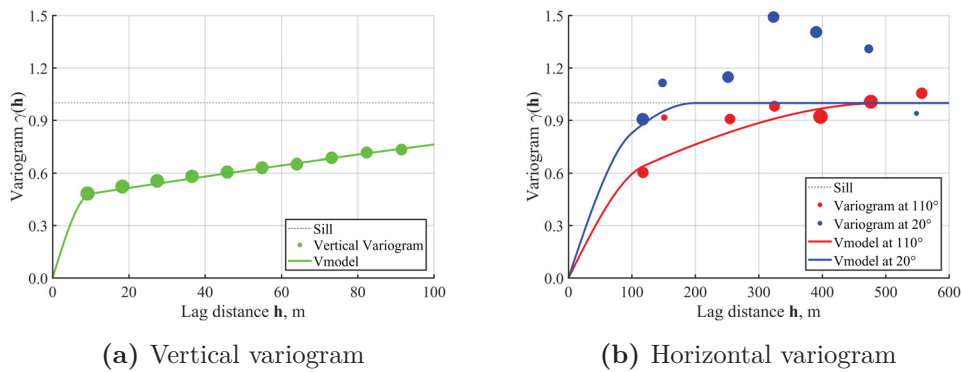 1.5
1.2
0.9
0.6
0.3
0.0
Variogram γ(h)
0 20 40 60 80 100
Lag distance h, m
Sill
Vertical Variogram
Vmodel
(a) Vertical variogram
1.5
1.2
0.9
0.6
0.3
0.0
Variogram γ(h)
0 100 200 300 400 500 600
Lag distance h, m
Sill
Variogram at 110°
Variogram at 20°
Vmodel at 110°
Vmodel at 20°
(b) Horizontal variogram